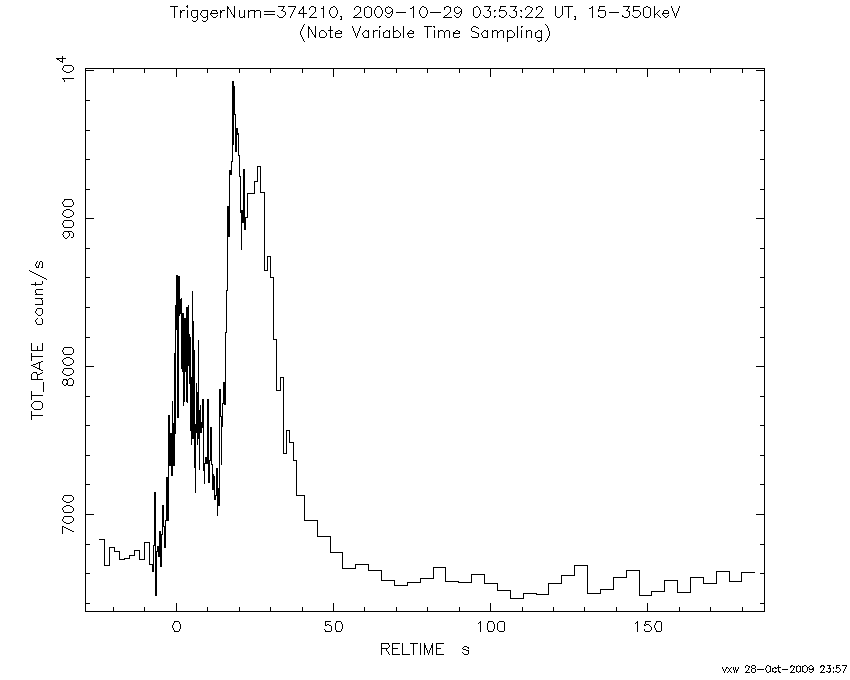 TriggerNum=374210, 2009-10-29 03:53:22 UT, 15-350keV
(Note Variable Time Sampling)
10⁴
9000
8000
7000
TOT_RATE count/s
0 50 100 150
RELTIME s
vxw 28-Oct-2009 23:57